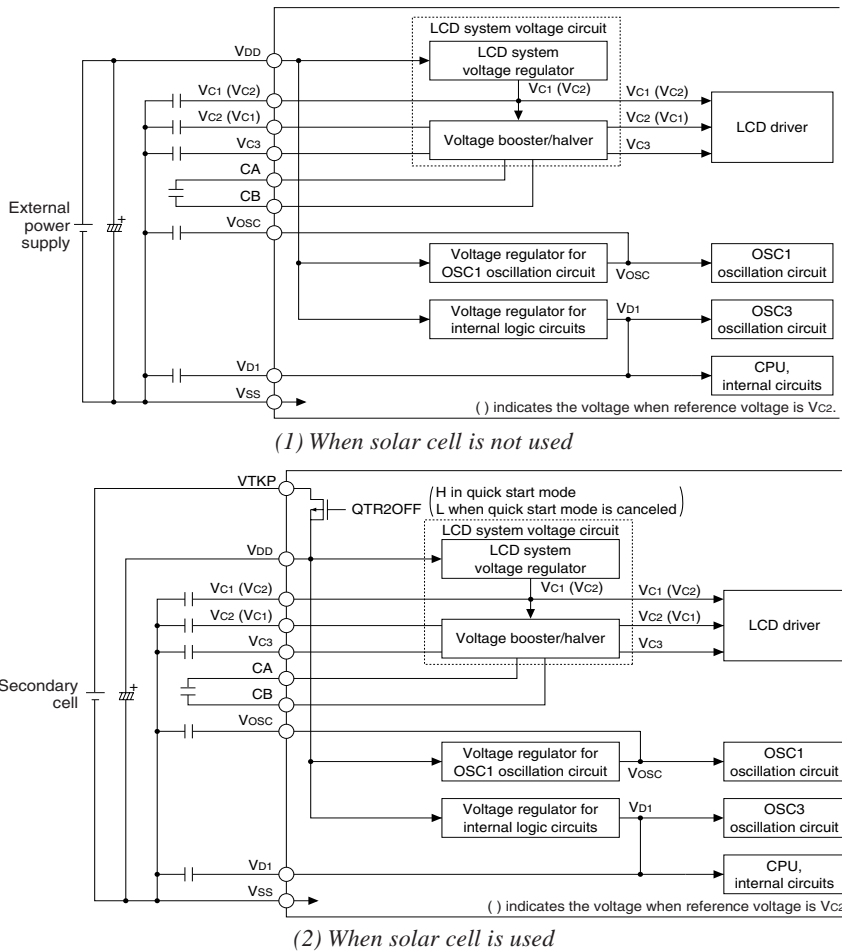 LCD system voltage circuit
VDD
LCD system
voltage regulator
VC1 (VC2)
VC1 (VC2)
VC1 (VC2)
VC2 (VC1)
Voltage booster/halver
VC2 (VC1)
LCD driver
VC3
VC3
CA
CB
External
power
supply
+
VOSC
Voltage regulator for
OSC1 oscillation circuit
VOSC
OSC1
oscillation circuit
Voltage regulator for
internal logic circuits
VD1
OSC3
oscillation circuit
VD1
CPU,
internal circuits
VSS
( ) indicates the voltage when reference voltage is VC2.
(1) When solar cell is not used
VTKP
QTR2OFF
H in quick start mode
L when quick start mode is canceled
LCD system voltage circuit
VDD
LCD system
voltage regulator
VC1 (VC2)
VC1 (VC2)
VC1 (VC2)
VC2 (VC1)
Voltage booster/halver
VC2 (VC1)
LCD driver
VC3
VC3
CA
CB
Secondary
cell
+
VOSC
Voltage regulator for
OSC1 oscillation circuit
VOSC
OSC1
oscillation circuit
Voltage regulator for
internal logic circuits
VD1
OSC3
oscillation circuit
VD1
CPU,
internal circuits
VSS
( ) indicates the voltage when reference voltage is VC2
(2) When solar cell is used